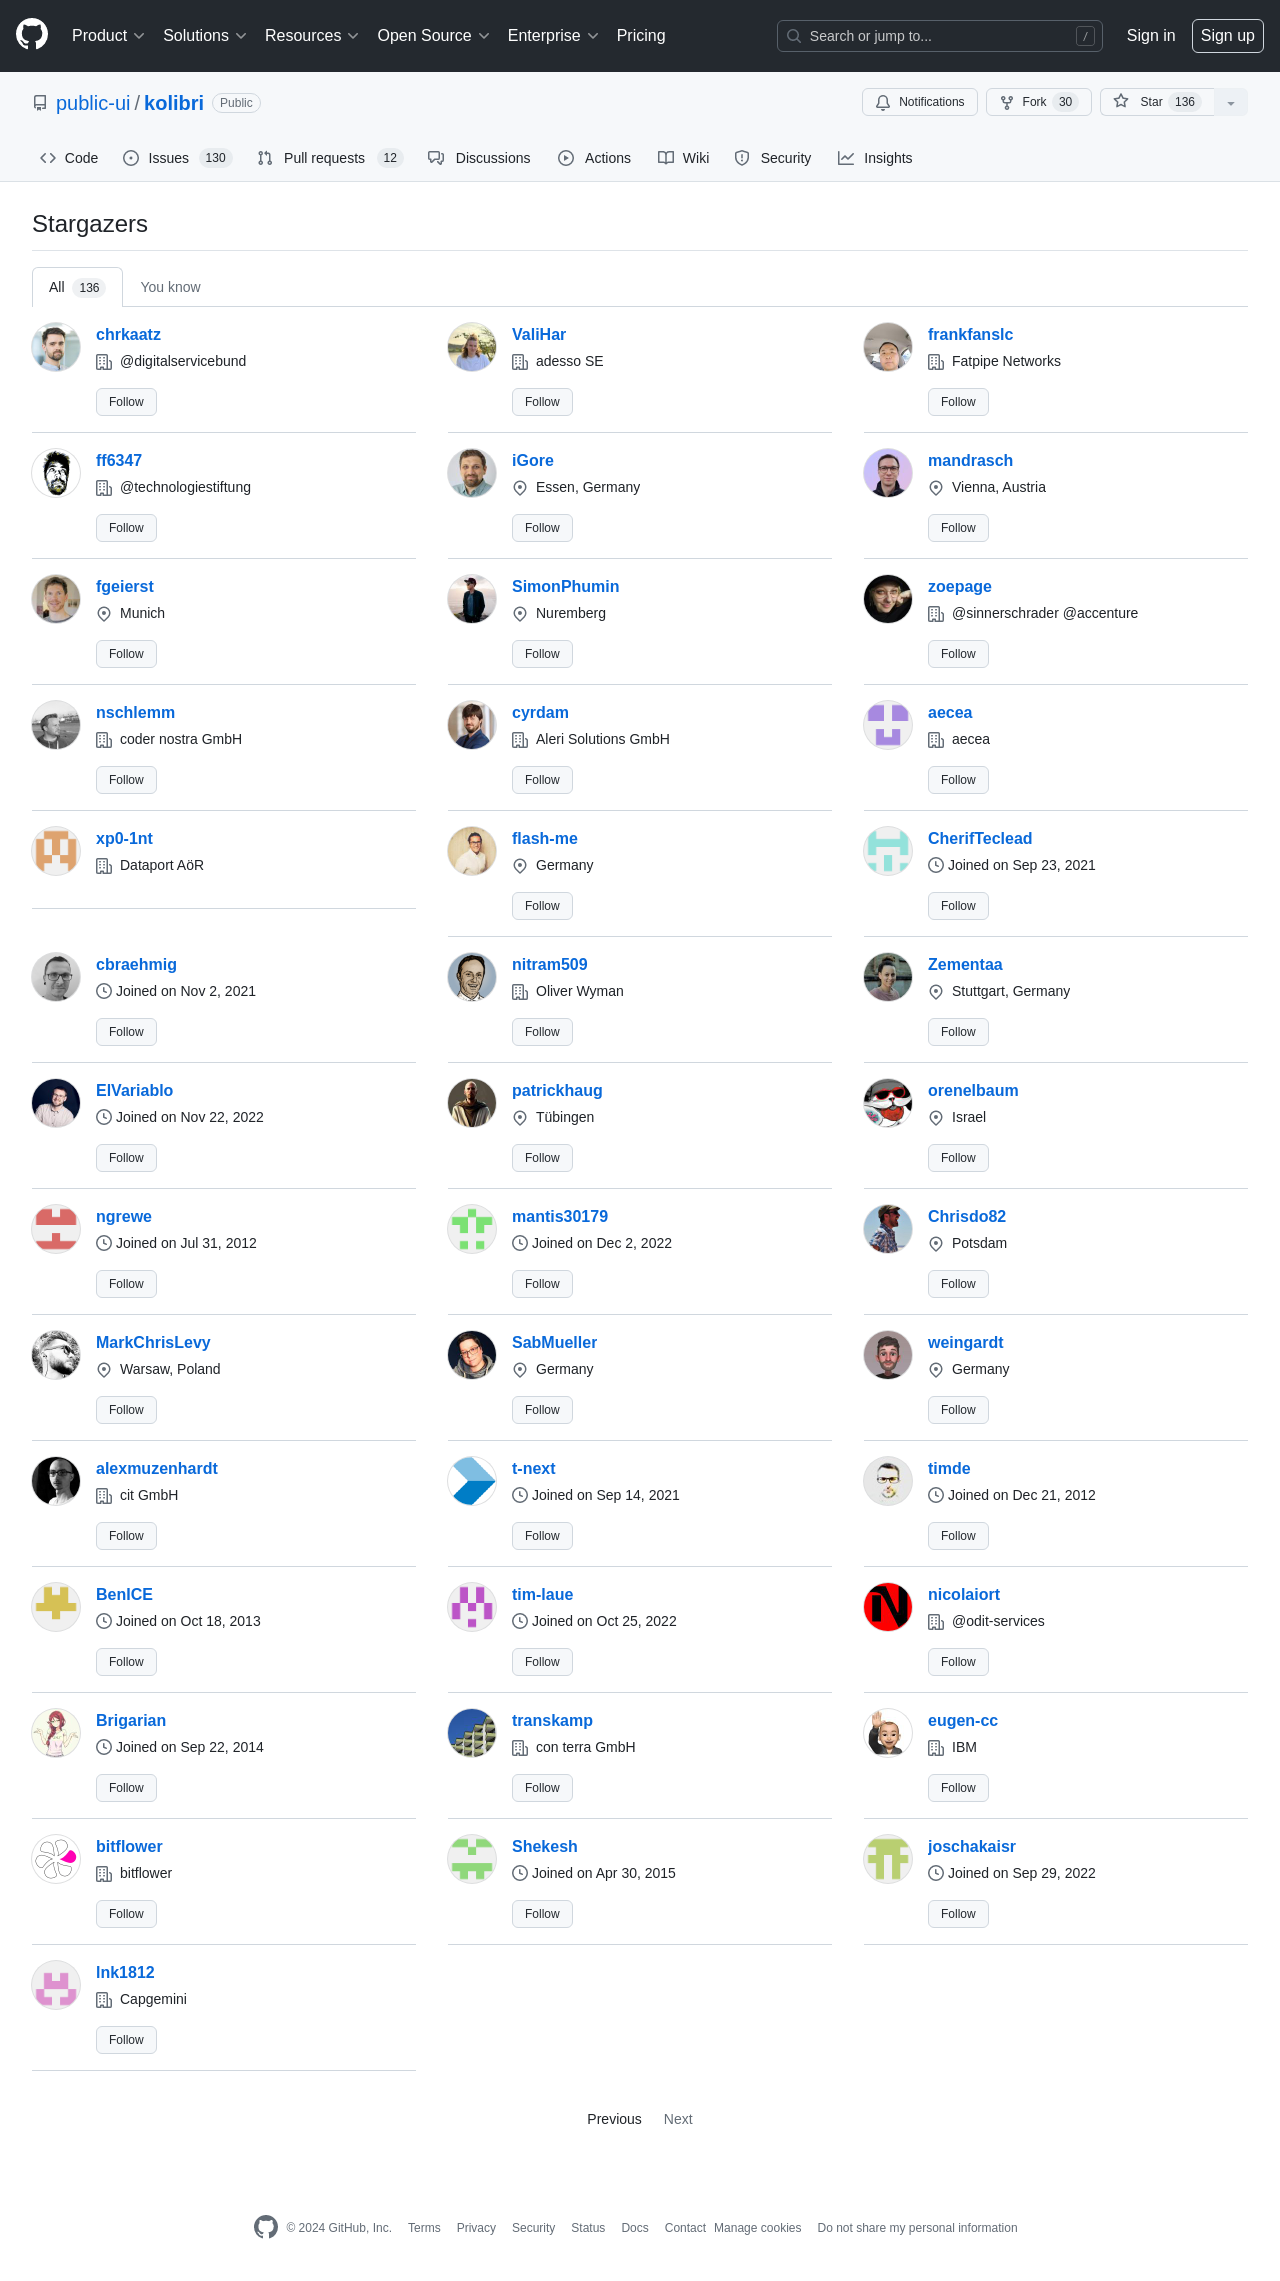 Product Solutions Resources Open Source Enterprise Pricing Search or jump to... / Sign in Sign up
public-ui / kolibri Public Notifications Fork 30 Star 136
Code Issues 130 Pull requests 12 Discussions Actions Wiki Security Insights
Stargazers
All 136 You know
chrkaatz
@digitalservicebund
Follow
ValiHar
adesso SE
Follow
frankfanslc
Fatpipe Networks
Follow
ff6347
@technologiestiftung
Follow
iGore
Essen, Germany
Follow
mandrasch
Vienna, Austria
Follow
fgeierst
Munich
Follow
SimonPhumin
Nuremberg
Follow
zoepage
@sinnerschrader @accenture
Follow
nschlemm
coder nostra GmbH
Follow
cyrdam
Aleri Solutions GmbH
Follow
aecea
aecea
Follow
xp0-1nt
Dataport AöR
flash-me
Germany
Follow
CherifTeclead
Joined on Sep 23, 2021
Follow
cbraehmig
Joined on Nov 2, 2021
Follow
nitram509
Oliver Wyman
Follow
Zementaa
Stuttgart, Germany
Follow
ElVariablo
Joined on Nov 22, 2022
Follow
patrickhaug
Tübingen
Follow
orenelbaum
Israel
Follow
ngrewe
Joined on Jul 31, 2012
Follow
mantis30179
Joined on Dec 2, 2022
Follow
Chrisdo82
Potsdam
Follow
MarkChrisLevy
Warsaw, Poland
Follow
SabMueller
Germany
Follow
weingardt
Germany
Follow
alexmuzenhardt
cit GmbH
Follow
t-next
Joined on Sep 14, 2021
Follow
timde
Joined on Dec 21, 2012
Follow
BenICE
Joined on Oct 18, 2013
Follow
tim-laue
Joined on Oct 25, 2022
Follow
nicolaiort
@odit-services
Follow
Brigarian
Joined on Sep 22, 2014
Follow
transkamp
con terra GmbH
Follow
eugen-cc
IBM
Follow
bitflower
bitflower
Follow
Shekesh
Joined on Apr 30, 2015
Follow
joschakaisr
Joined on Sep 29, 2022
Follow
lnk1812
Capgemini
Follow
Previous Next
© 2024 GitHub, Inc. Terms Privacy Security Status Docs Contact Manage cookies Do not share my personal information